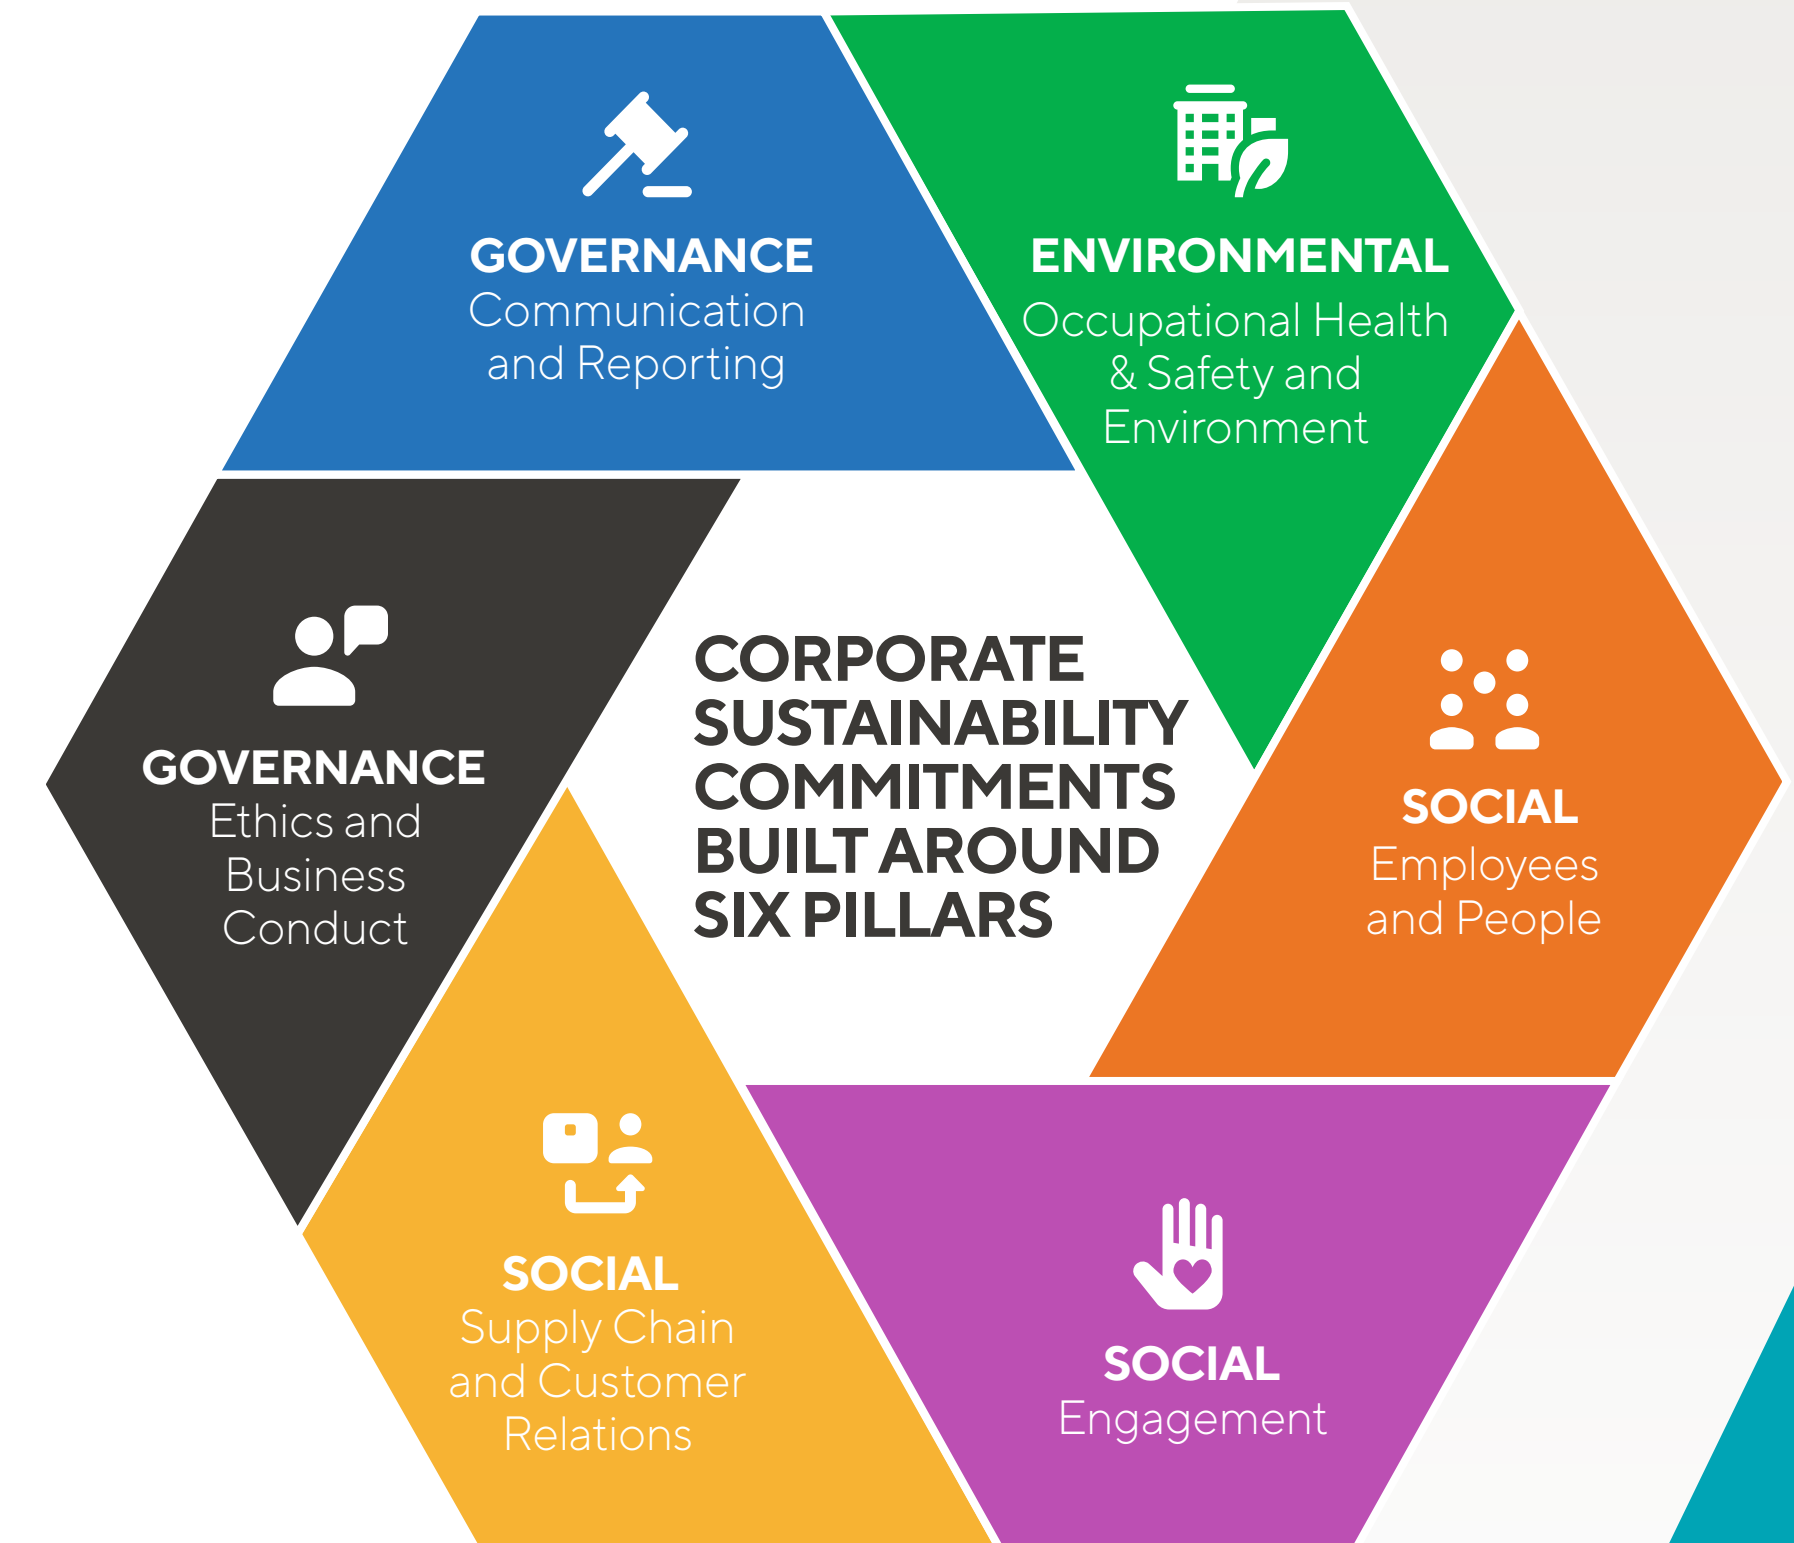 GOVERNANCE
Communication
and Reporting
ENVIRONMENTAL
Occupational Health
& Safety and
Environment
GOVERNANCE
Ethics and
Business
Conduct
CORPORATE
SUSTAINABILITY
COMMITMENTS
BUILT AROUND
SIX PILLARS
SOCIAL
Employees
and People
SOCIAL
Supply Chain
and Customer
Relations
SOCIAL
Engagement